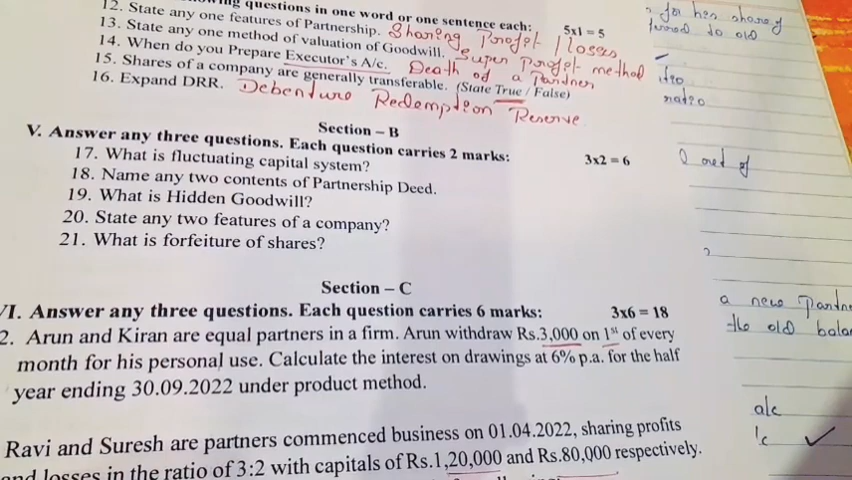 questions in one word or one sentence each: 5x1 = 5
12. State any one features of Partnership. Sharing Profit / losses
13. State any one method of valuation of Goodwill. Super Profit method
14. When do you Prepare Executor's A/c. Death of a Partner
15. Shares of a company are generally transferable. (State True / False)
16. Expand DRR. Debenture Redemption Reserve
Section – B
V. Answer any three questions. Each question carries 2 marks: 3x2 = 6
17. What is fluctuating capital system?
18. Name any two contents of Partnership Deed.
19. What is Hidden Goodwill?
20. State any two features of a company?
21. What is forfeiture of shares?
Section – C
VI. Answer any three questions. Each question carries 6 marks: 3x6 = 18
2. Arun and Kiran are equal partners in a firm. Arun withdraw Rs.3,000 on 1st of every
month for his personal use. Calculate the interest on drawings at 6% p.a. for the half
year ending 30.09.2022 under product method.
Ravi and Suresh are partners commenced business on 01.04.2022, sharing profits
and losses in the ratio of 3:2 with capitals of Rs.1,20,000 and Rs.80,000 respectively.
for her share of
to old
ratio
of
a new Partne
the old balan
a/c